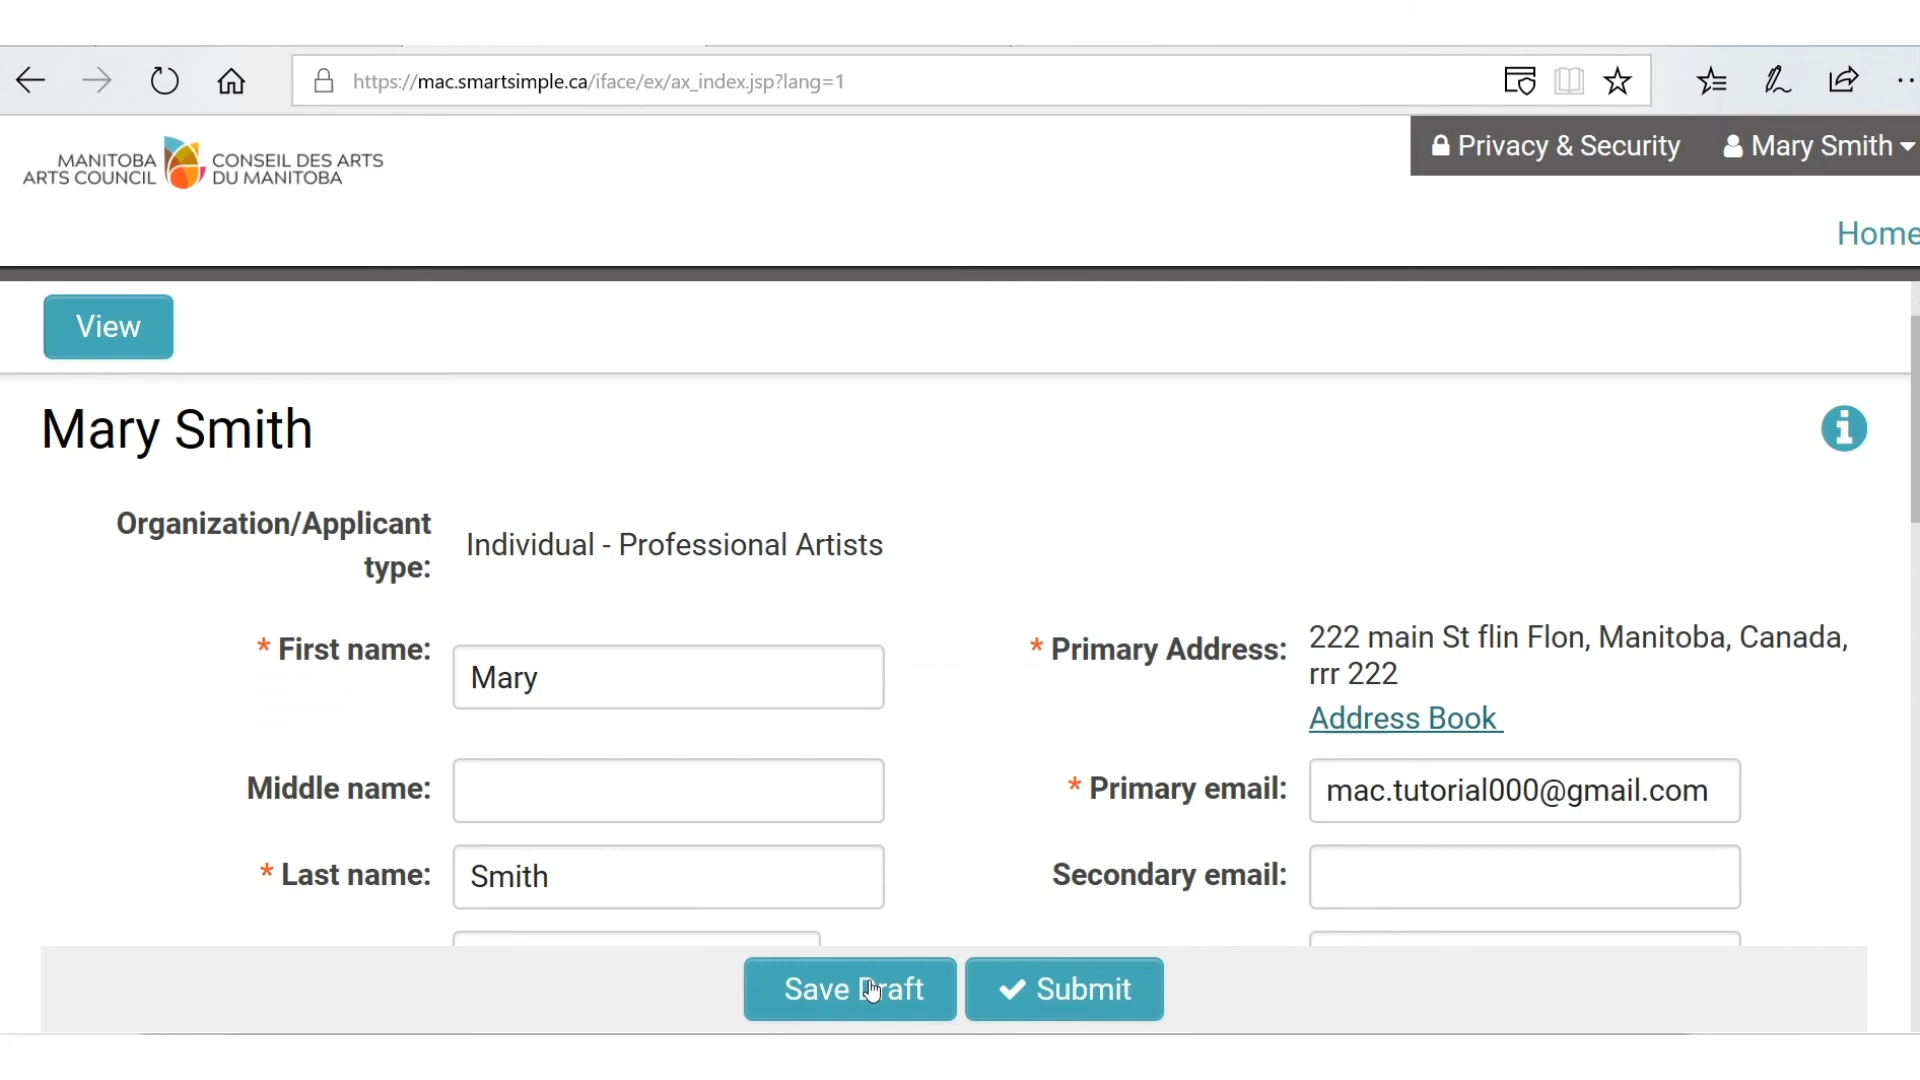 https://mac.smartsimple.ca/iface/ex/ax_index.jsp?lang=1
MANITOBA ARTS COUNCIL
CONSEIL DES ARTS DU MANITOBA
Privacy & Security
Mary Smith
Home
View
Mary Smith
Organization/Applicant type:
Individual - Professional Artists
* First name:
Mary
* Primary Address:
222 main St flin Flon, Manitoba, Canada,
rrr 222
Address Book
Middle name:
* Primary email:
mac.tutorial000@gmail.com
* Last name:
Smith
Secondary email:
Save Draft
Submit